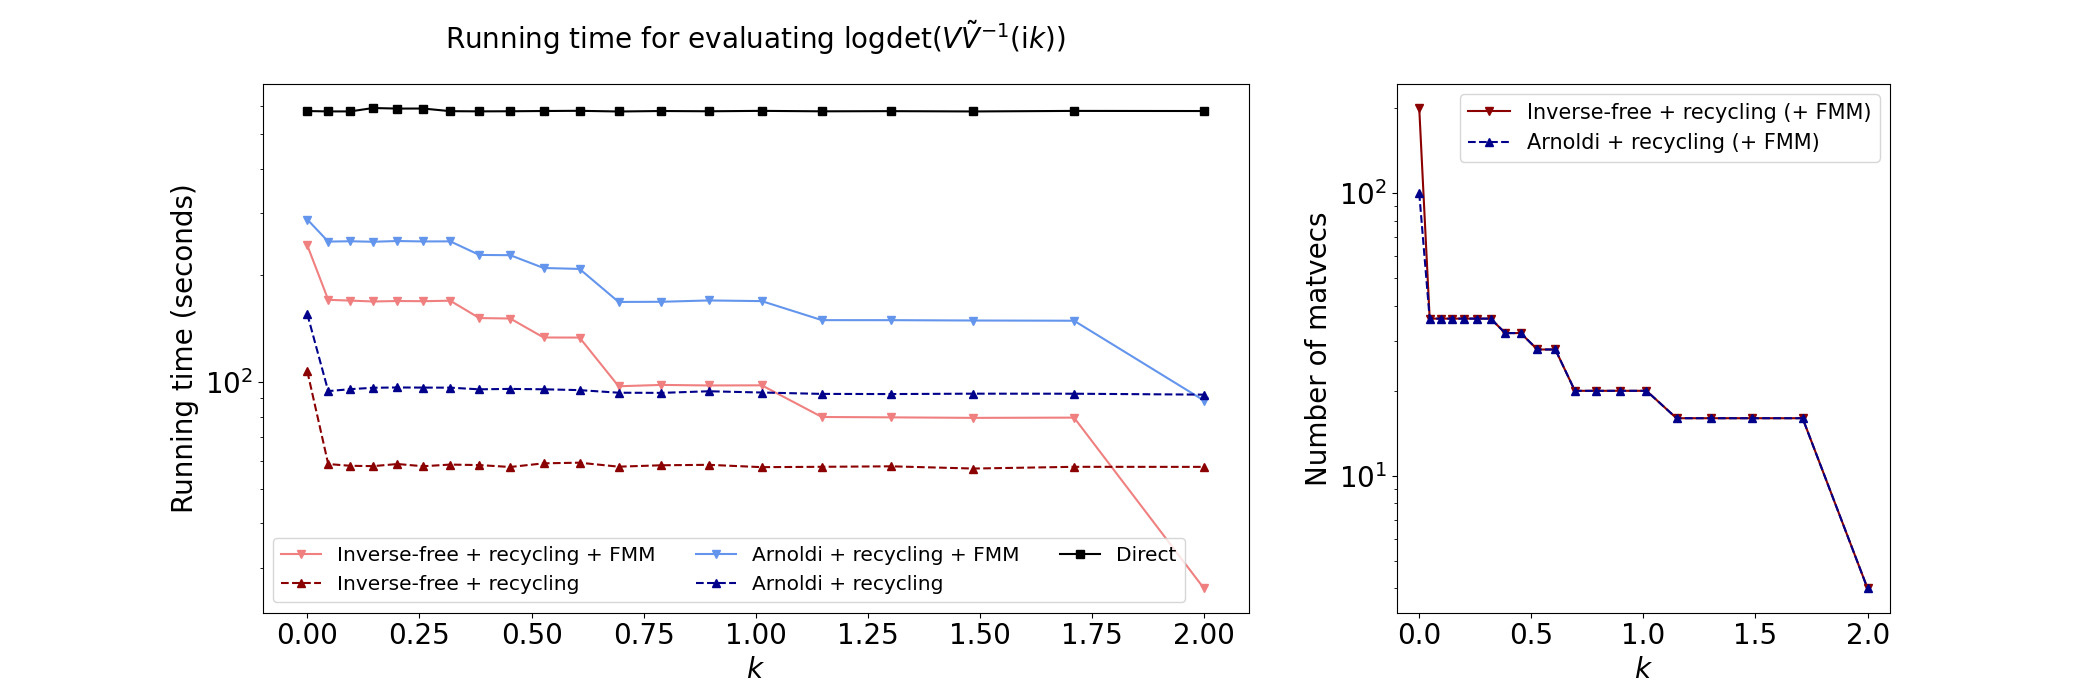 Running time for evaluating logdet(VṼ⁻¹(ik))
Running time (seconds)
10²
Inverse-free + recycling + FMM
Inverse-free + recycling
Arnoldi + recycling + FMM
Arnoldi + recycling
Direct
0.00 0.25 0.50 0.75 1.00 1.25 1.50 1.75 2.00
k
Number of matvecs
10²
10¹
Inverse-free + recycling (+ FMM)
Arnoldi + recycling (+ FMM)
0.0 0.5 1.0 1.5 2.0
k